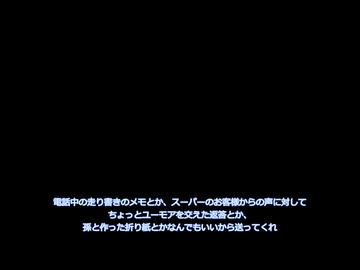 電話中の走り書きのメモとか、スーパーのお客様からの声に対して
ちょっとユーモアを交えた返答とか、
孫と作った折り紙とかなんでもいいから送ってくれ